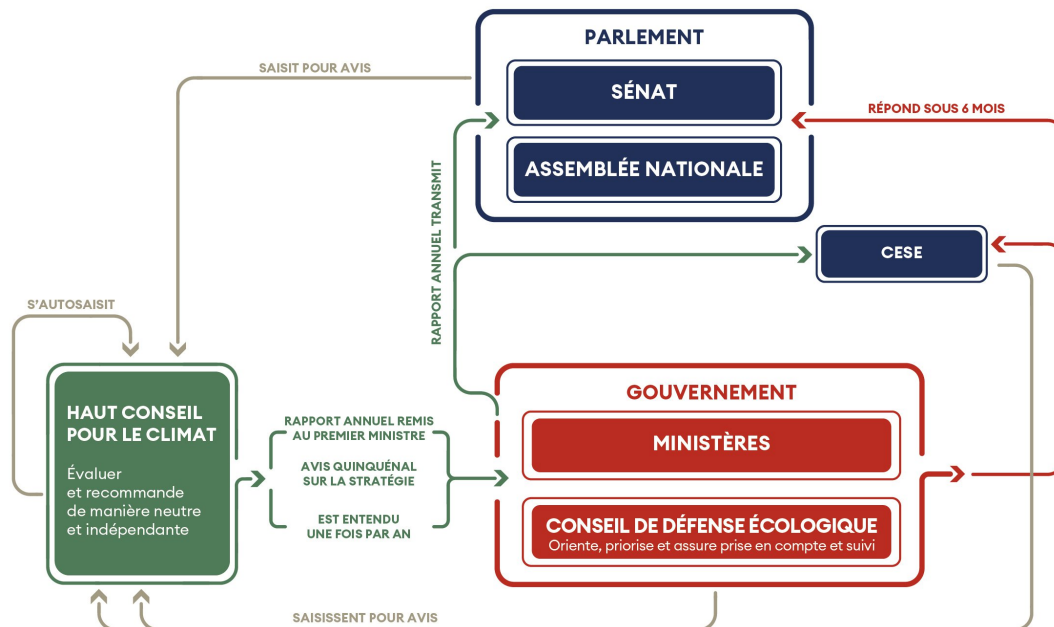 PARLEMENT
SÉNAT
ASSEMBLÉE NATIONALE
SAISIT POUR AVIS
RÉPOND SOUS 6 MOIS
RAPPORT ANNUEL TRANSMIT
CESE
S'AUTOSAISIT
HAUT CONSEIL
POUR LE CLIMAT
Évaluer
et recommande
de manière neutre
et indépendante
RAPPORT ANNUEL REMIS
AU PREMIER MINISTRE
AVIS QUINQUÉNAL
SUR LA STRATÉGIE
EST ENTENDU
UNE FOIS PAR AN
GOUVERNEMENT
MINISTÈRES
CONSEIL DE DÉFENSE ÉCOLOGIQUE
Oriente, priorise et assure prise en compte et suivi
SAISISSENT POUR AVIS